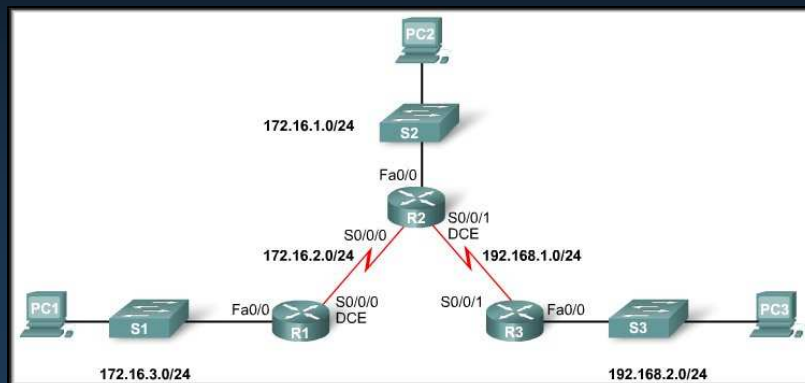 PC2
172.16.1.0/24
S2
Fa0/0
R2
S0/0/0
S0/0/1
DCE
172.16.2.0/24
192.168.1.0/24
PC1
S1
Fa0/0
R1
S0/0/0
DCE
S0/0/1
R3
Fa0/0
S3
PC3
172.16.3.0/24
192.168.2.0/24